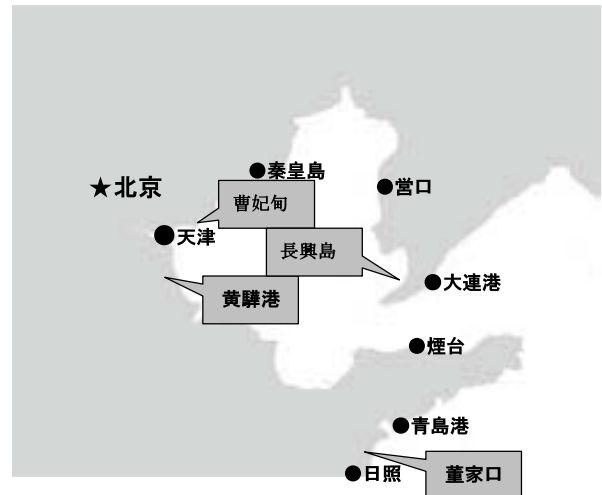 ●秦皇島
★北京
●営口
曹妃甸
●天津
長興島
●大連港
黄驊港
●煙台
●青島港
●日照
董家口